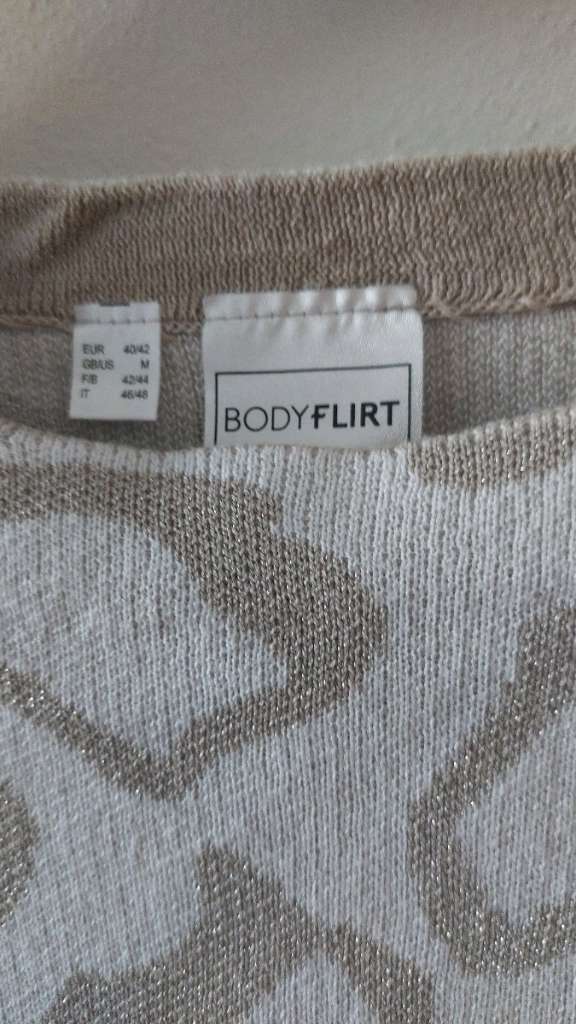 EUR 40/42
GB/US M
F/B 42/44
IT 46/48
BODYFLIRT